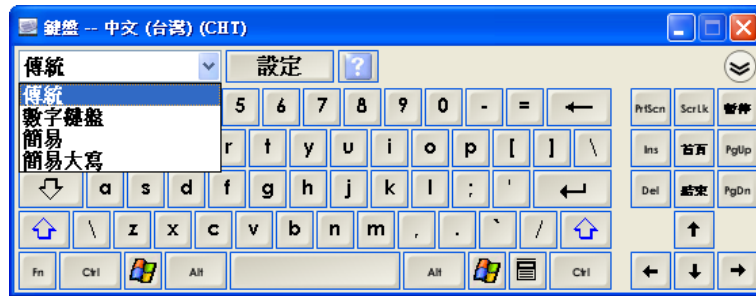 鍵盤 -- 中文 (台灣) (CHT)
傳統 設定 ?
傳統
數字鍵盤
簡易
簡易大寫
5 6 7 8 9 0 - = ← PrtScn ScrLk 暫停
r t y u i o p [ ] \ Ins 首頁 PgUp
a s d f g h j k l ; ' Del 結束 PgDn
\ z x c v b n m , . ` /
Fn Ctrl Alt Alt Ctrl